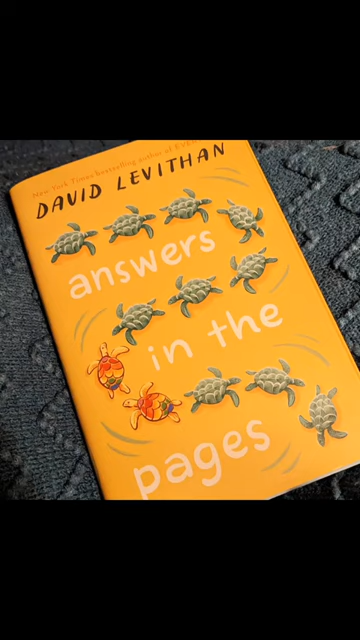 New York Times bestselling author of
DAVID LEVITHAN
answers
in the
pages